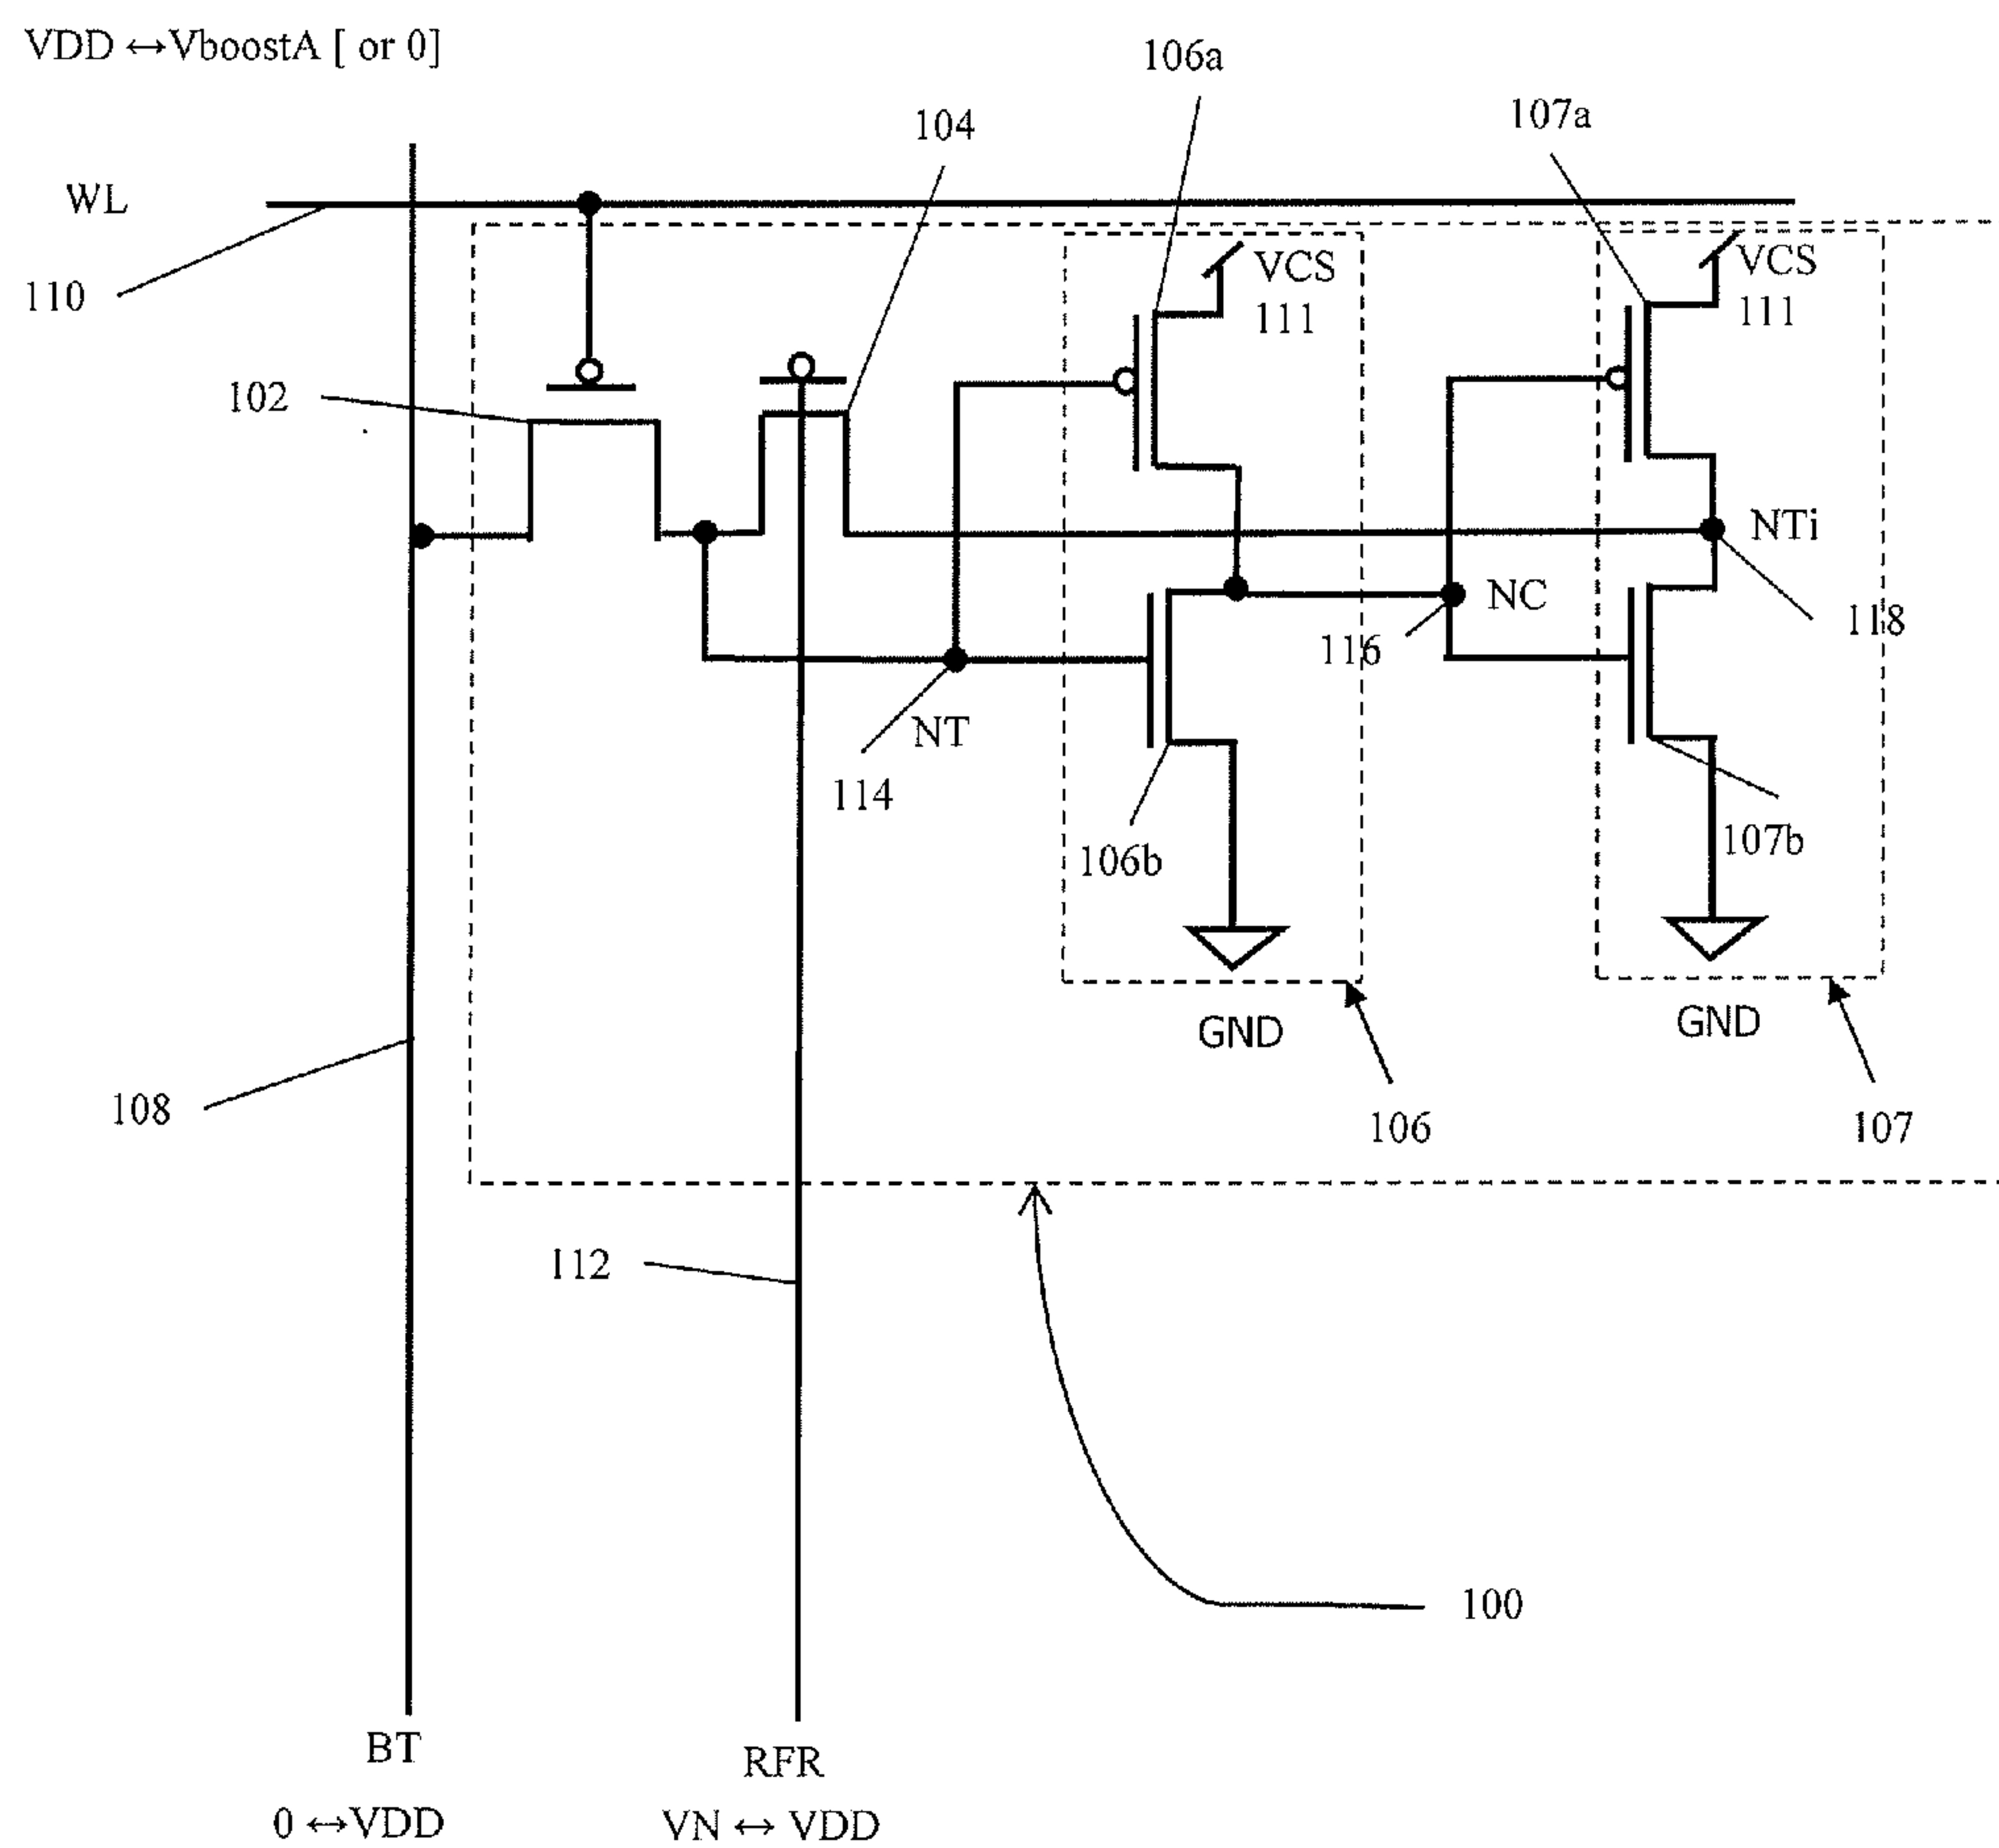 VDD ↔VboostA [ or 0]
106a
107a
104
WL
VCS
111
VCS
111
110
102
NTi
NC
118
116
NT
114
107b
106b
GND
GND
108
106
107
112
100
BT
RFR
0 ↔VDD
VN ↔ VDD